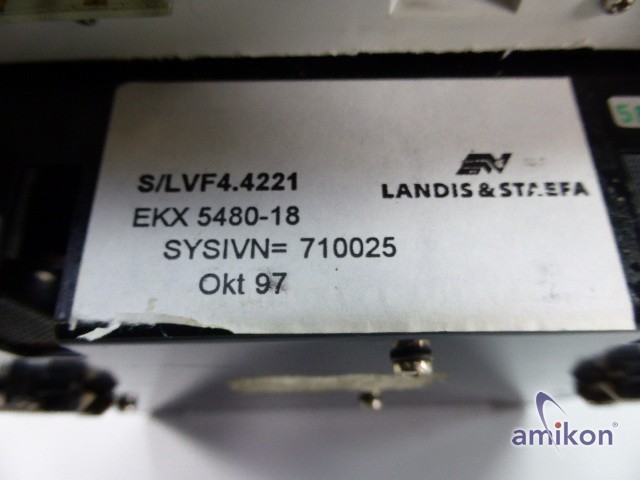 S/LVF4.4221
LANDIS & STAEFA
EKX 5480-18
SYSIVN= 710025
Okt 97
amikon